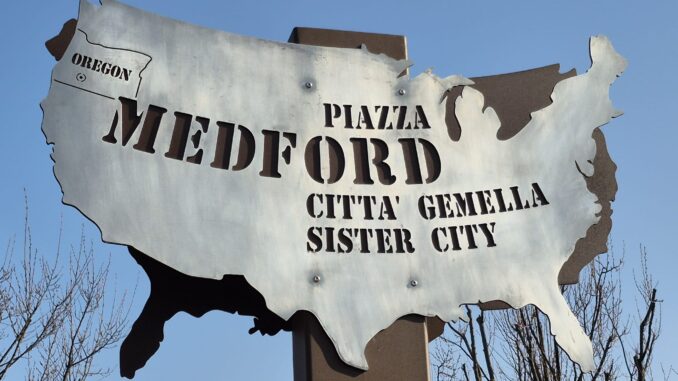 OREGON
PIAZZA
MEDFORD
CITTA' GEMELLA
SISTER CITY